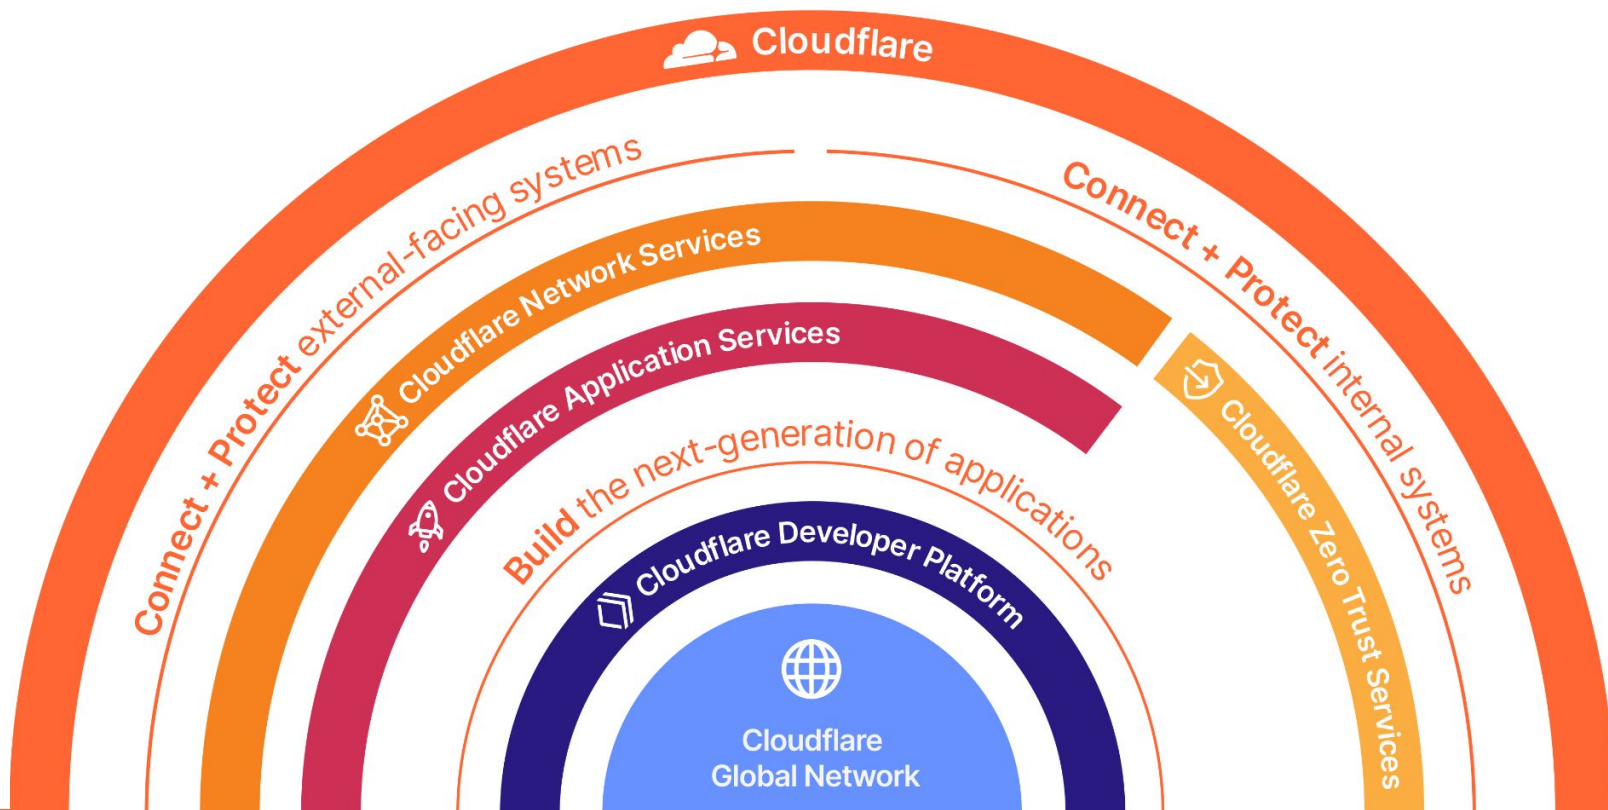 Cloudflare
Connect + Protect external-facing systems
Connect + Protect internal systems
Cloudflare Network Services
Cloudflare Zero Trust Services
Cloudflare Application Services
Build the next-generation of applications
Cloudflare Developer Platform
Cloudflare
Global Network